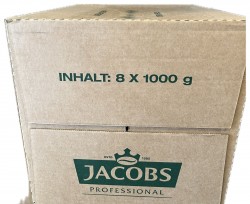 INHALT: 8 X 1000 g
JACOBS
PROFESSIONAL